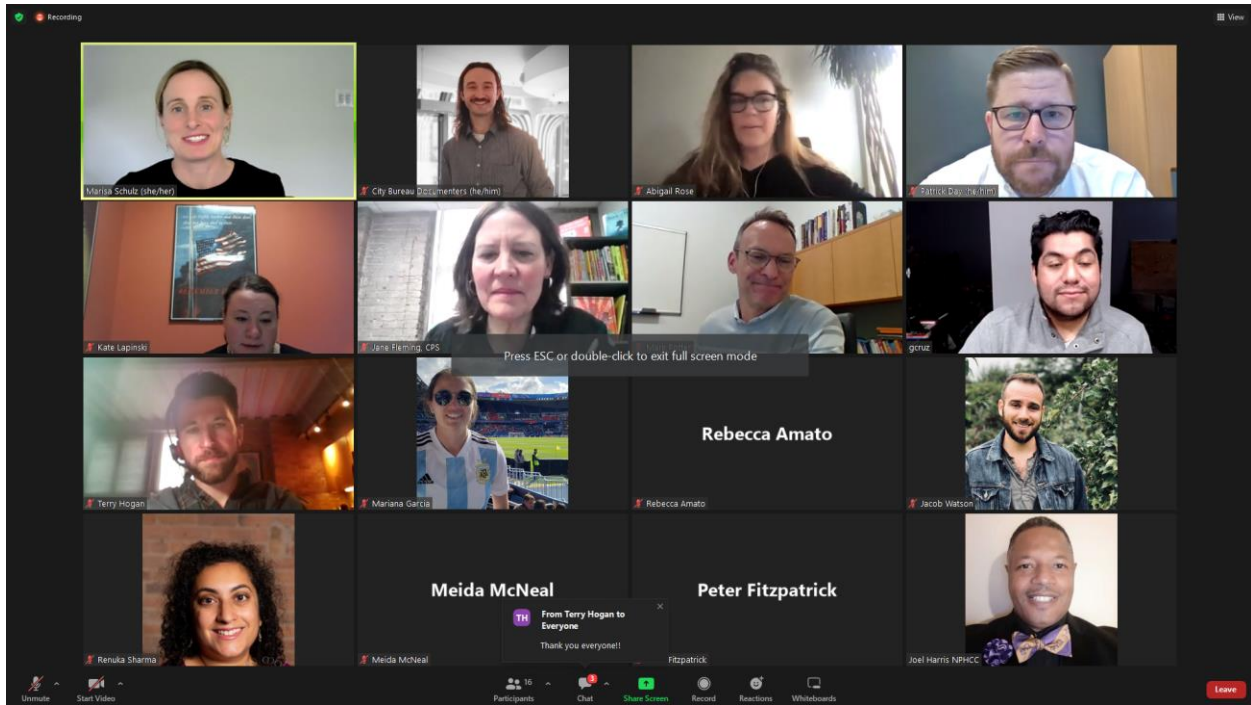 Recording
View
Marisa Schulz (she/her)
City Bureau Documenters (he/him)
Abigail Rose
Patrick Day (he/him)
Kate Lapinski
Jane Fleming, CPS
gcruz
Press ESC or double-click to exit full screen mode
Terry Hogan
Mariana Garcia
Rebecca Amato
Rebecca Amato
Jacob Watson
Renuka Sharma
Meida McNeal
Meida McNeal
Peter Fitzpatrick
Fitzpatrick
Joel Harris NPHCC
TH
From Terry Hogan to
Everyone
Thank you everyone!!
Unmute
Start Video
16
Participants
3
Chat
Share Screen
Record
Reactions
Whiteboards
Leave